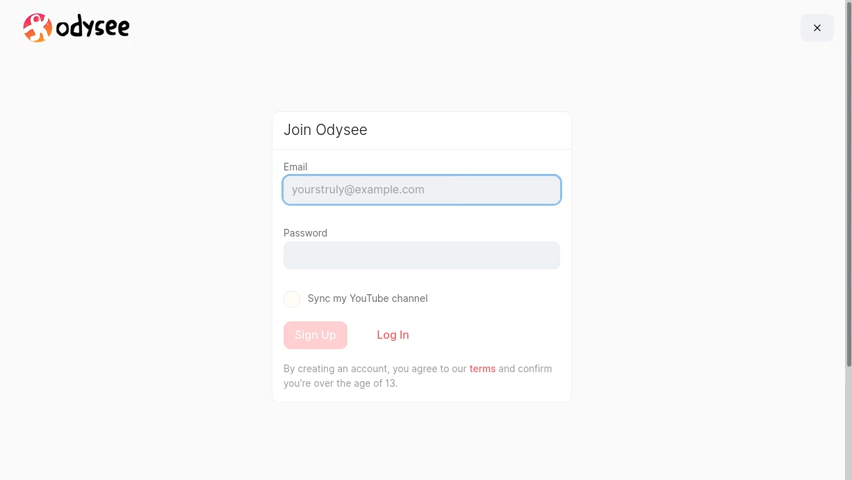 odysee
×
Join Odysee
Email
yourstruly@example.com
Password
Sync my YouTube channel
Sign Up Log In
By creating an account, you agree to our terms and confirm
you're over the age of 13.